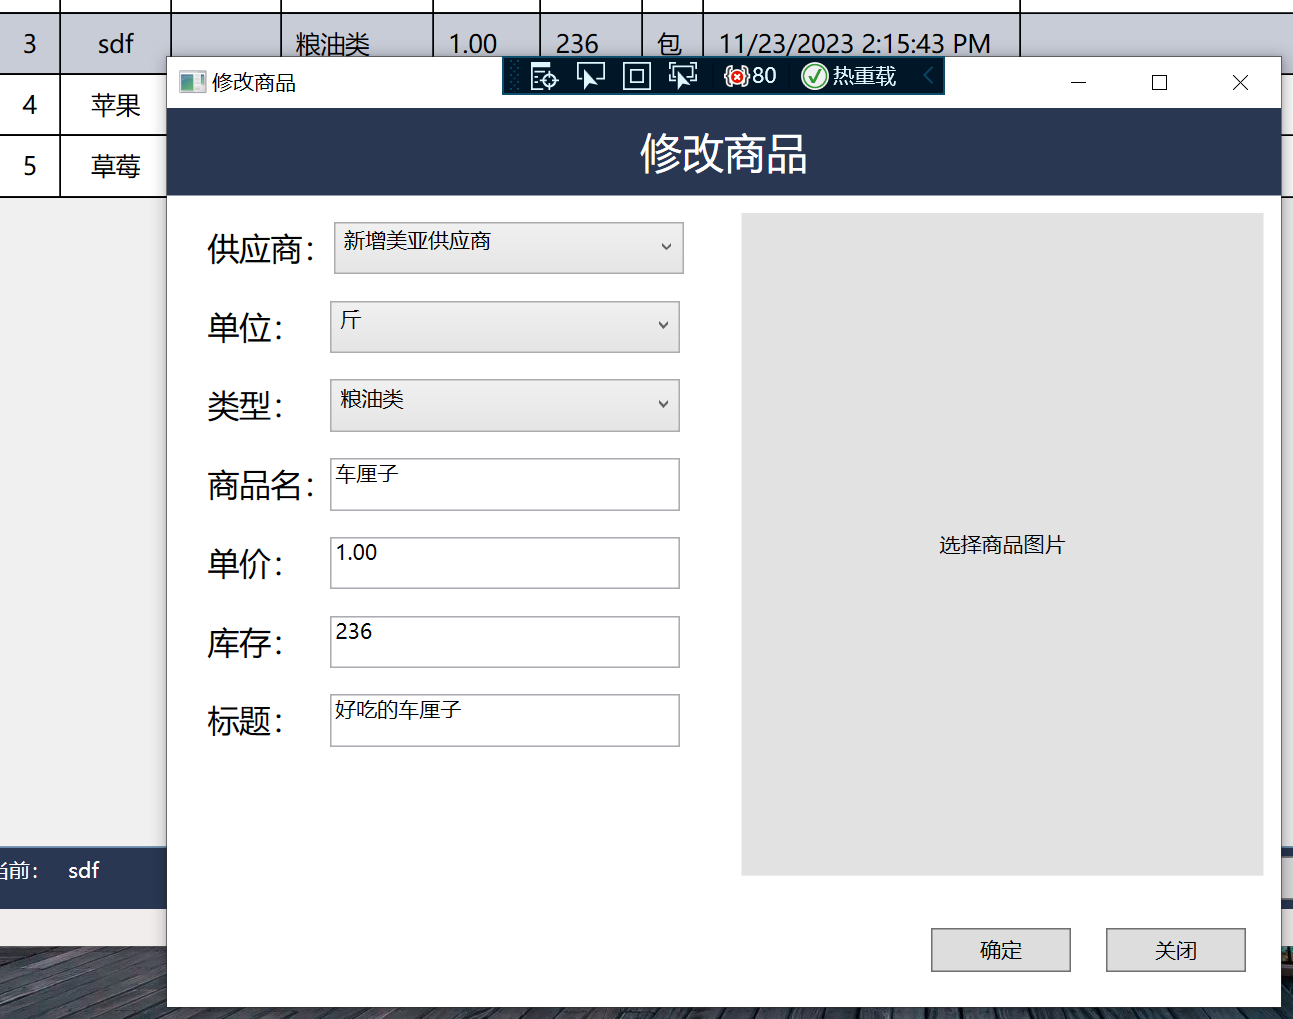 3 sdf 粮油类 1.00 236 包 11/23/2023 2:15:43 PM
修改商品 80 热重载
4 苹果
5 草莓
修改商品
供应商： 新增美亚供应商
单位： 斤
类型： 粮油类
商品名： 车厘子
单价： 1.00
选择商品图片
库存： 236
标题： 好吃的车厘子
当前： sdf
确定 关闭